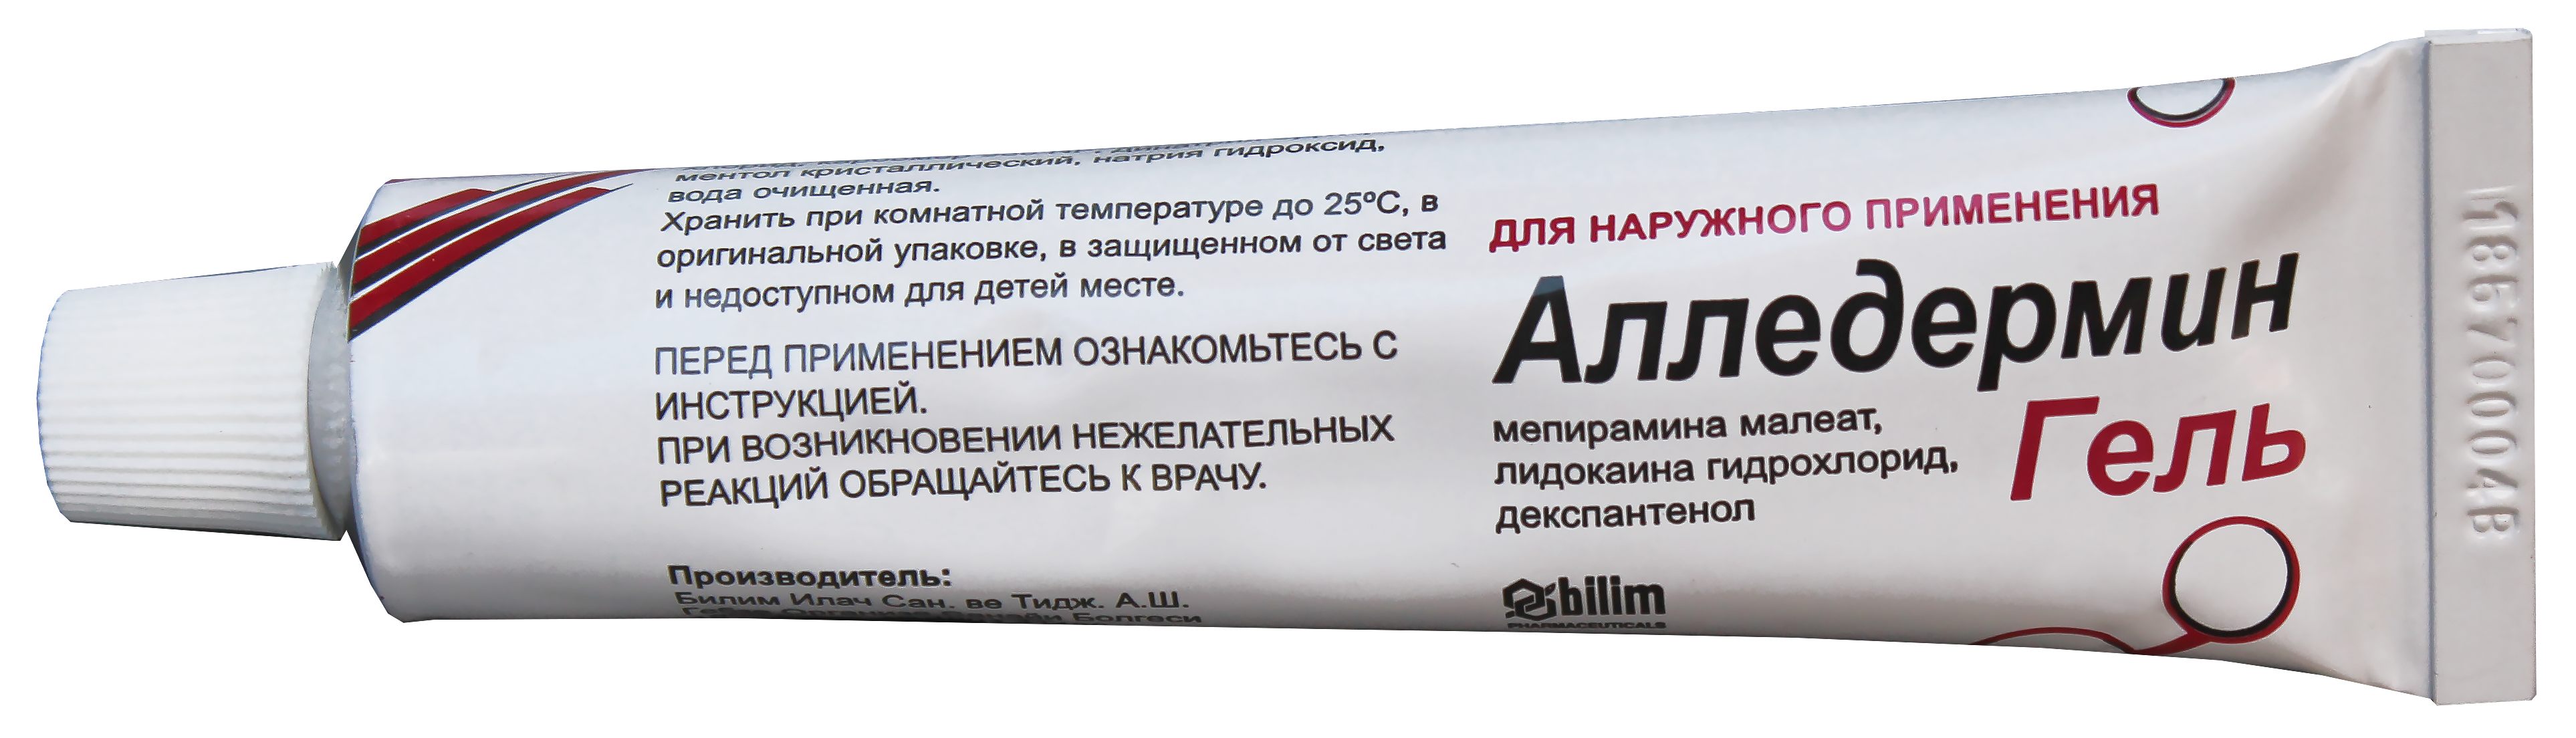 ментол кристаллический, натрия гидроксид,
вода очищенная.
Хранить при комнатной температуре до 25ºС, в
оригинальной упаковке, в защищенном от света
и недоступном для детей месте.
ПЕРЕД ПРИМЕНЕНИЕМ ОЗНАКОМЬТЕСЬ С
ИНСТРУКЦИЕЙ.
ПРИ ВОЗНИКНОВЕНИИ НЕЖЕЛАТЕЛЬНЫХ
РЕАКЦИЙ ОБРАЩАЙТЕСЬ К ВРАЧУ.
Производитель:
Билим Илач Сан. ве Тидж. А.Ш.
Болгеси
ДЛЯ НАРУЖНОГО ПРИМЕНЕНИЯ
Алледермин
Гель
мепирамина малеат,
лидокаина гидрохлорид,
декспантенол
bilim
PHARMACEUTICALS